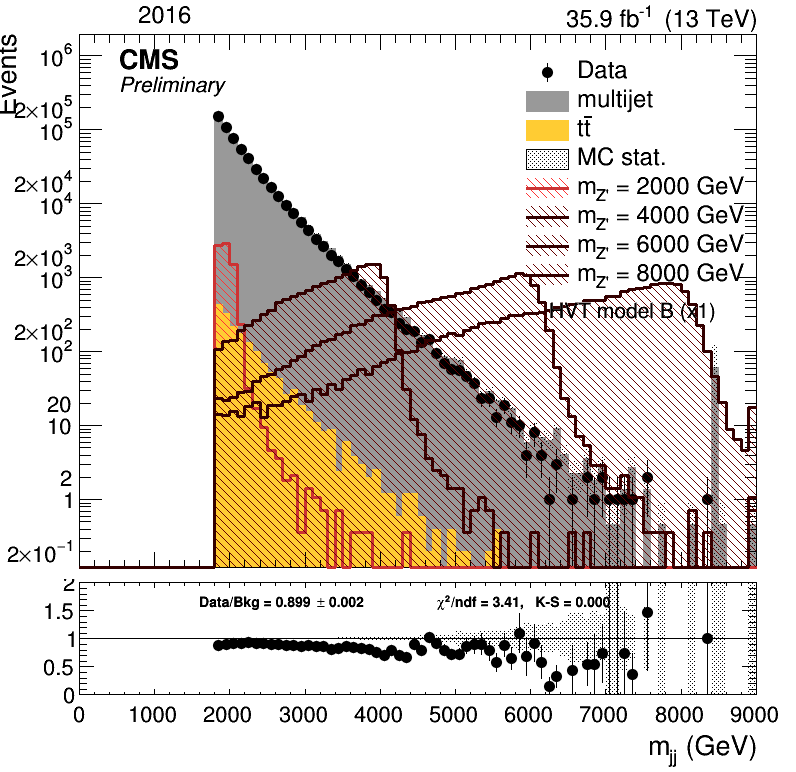 2016 35.9 fb⁻¹ (13 TeV)
CMS
Preliminary
Events
10⁶
2×10⁵
10⁵
2×10⁴
10⁴
2×10³
10³
2×10²
10²
20
10
2
1
2×10⁻¹
Data
multijet
tt̄
MC stat.
m_Z' = 2000 GeV
m_Z' = 4000 GeV
m_Z' = 6000 GeV
m_Z' = 8000 GeV
HVT model B (x1)
2
1.5
1
0.5
0
Data/Bkg = 0.899 ± 0.002 χ²/ndf = 3.41, K-S = 0.000
0 1000 2000 3000 4000 5000 6000 7000 8000 9000
m_jj (GeV)